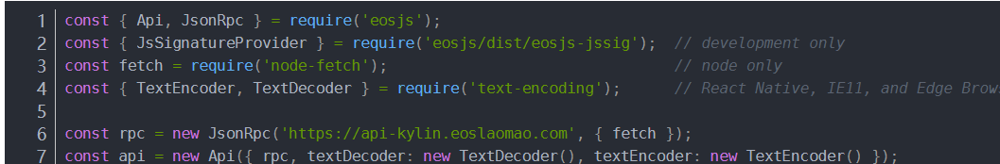 1 const { Api, JsonRpc } = require('eosjs');
2 const { JsSignatureProvider } = require('eosjs/dist/eosjs-jssig'); // development only
3 const fetch = require('node-fetch'); // node only
4 const { TextEncoder, TextDecoder } = require('text-encoding'); // React Native, IE11, and Edge Brow
5
6 const rpc = new JsonRpc('https://api-kylin.eoslaomao.com', { fetch });
7 const api = new Api({ rpc, textDecoder: new TextDecoder(), textEncoder: new TextEncoder() });